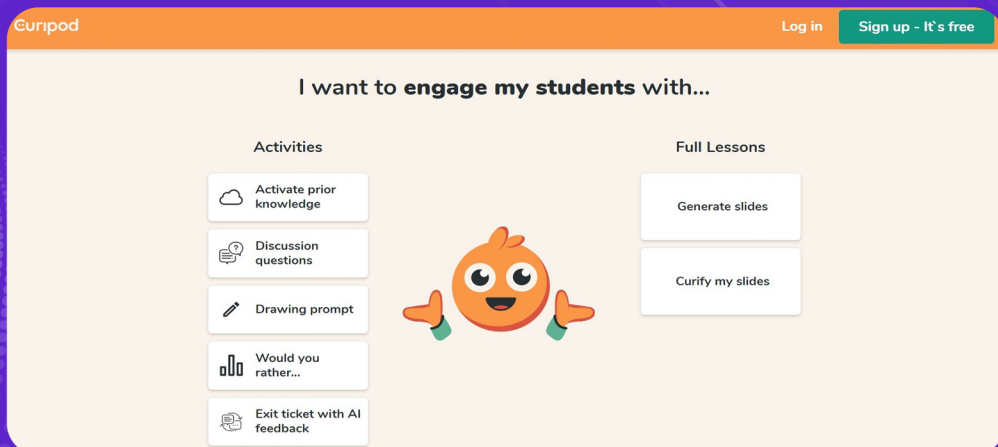 Curipod
Log in
Sign up - It`s free
I want to engage my students with...
Activities
Activate prior
knowledge
Discussion
questions
Drawing prompt
Would you
rather...
Exit ticket with AI
feedback
Full Lessons
Generate slides
Curify my slides